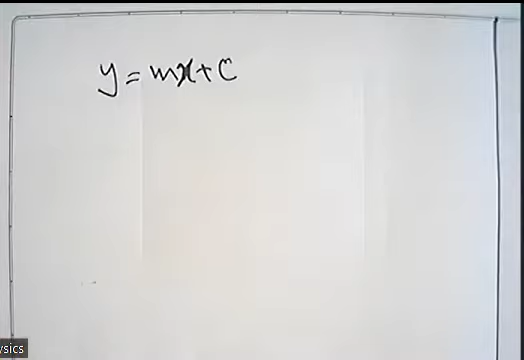 y = mx + c
ysics